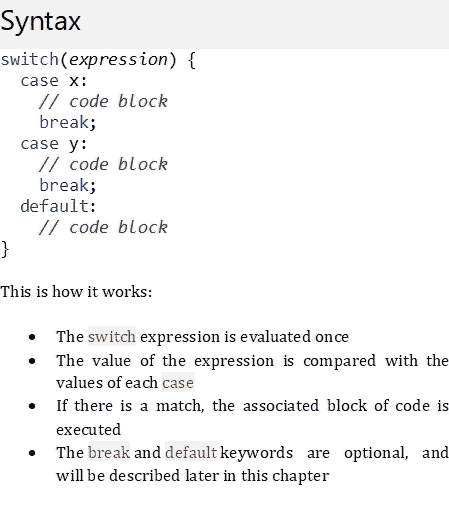 Syntax
switch(expression) {
case x:
// code block
break;
case y:
// code block
break;
default:
// code block
}
This is how it works:
• The switch expression is evaluated once
• The value of the expression is compared with the
values of each case
• If there is a match, the associated block of code is
executed
• The break and default keywords are optional, and
will be described later in this chapter